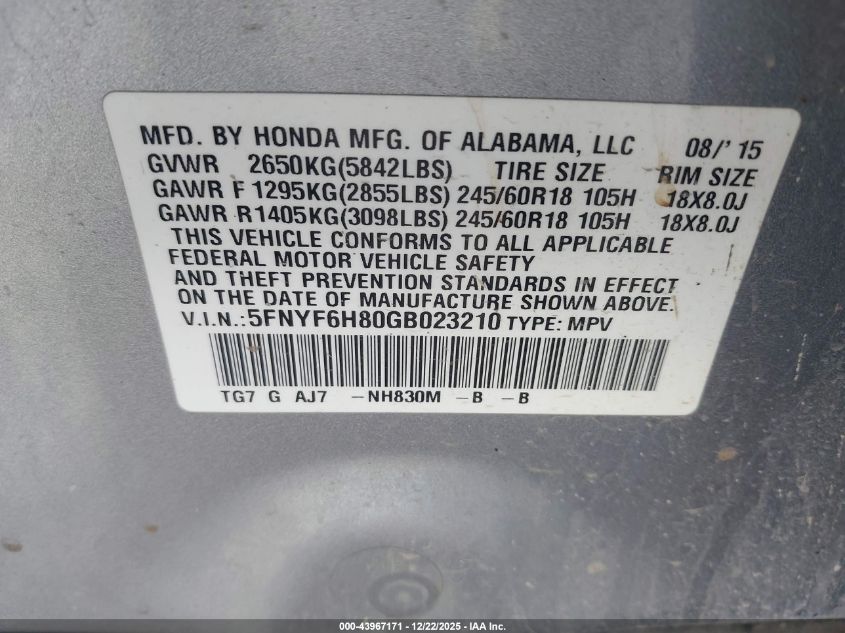 MFD. BY HONDA MFG. OF ALABAMA, LLC 08/'15
GVWR 2650KG(5842LBS) TIRE SIZE RIM SIZE
GAWR F 1295KG(2855LBS) 245/60R18 105H 18X8.0J
GAWR R1405KG(3098LBS) 245/60R18 105H 18X8.0J
THIS VEHICLE CONFORMS TO ALL APPLICABLE
FEDERAL MOTOR VEHICLE SAFETY
AND THEFT PREVENTION STANDARDS IN EFFECT
ON THE DATE OF MANUFACTURE SHOWN ABOVE.
V.I.N.:5FNYF6H80GB023210 TYPE: MPV
TG7 G AJ7 -NH830M -B -B
000-43967171 - 12/22/2025 - IAA Inc.